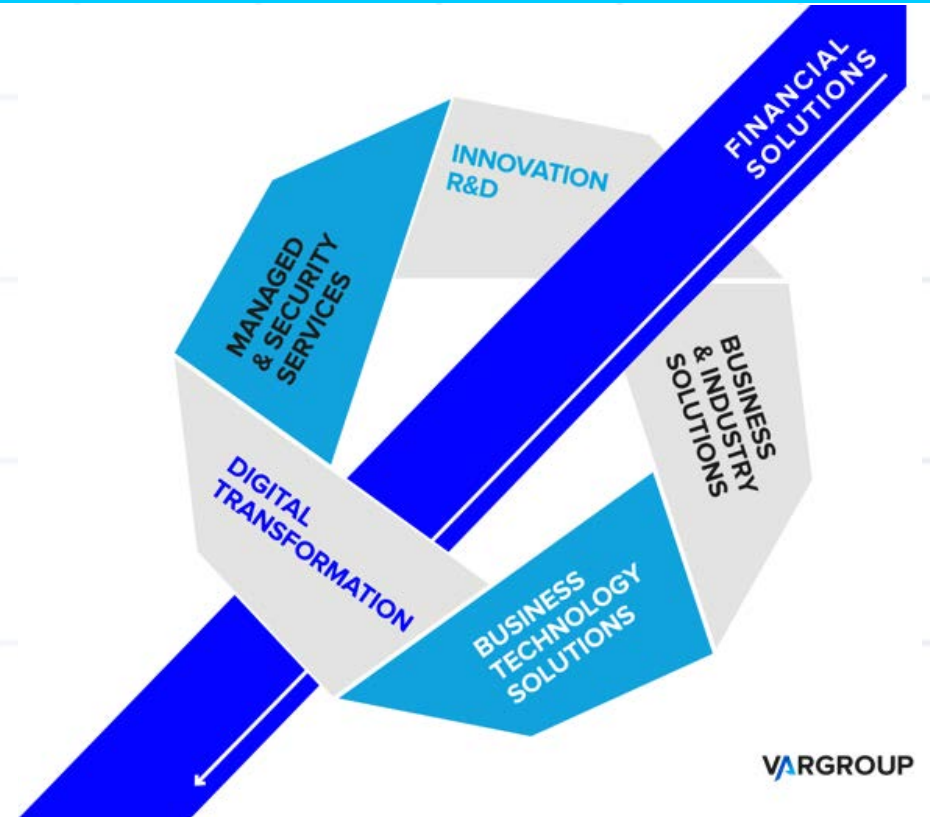 FINANCIAL
SOLUTIONS
INNOVATION
R&D
MANAGED
& SECURITY
SERVICES
BUSINESS
& INDUSTRY
SOLUTIONS
DIGITAL
TRANSFORMATION
BUSINESS
TECHNOLOGY
SOLUTIONS
VARGROUP